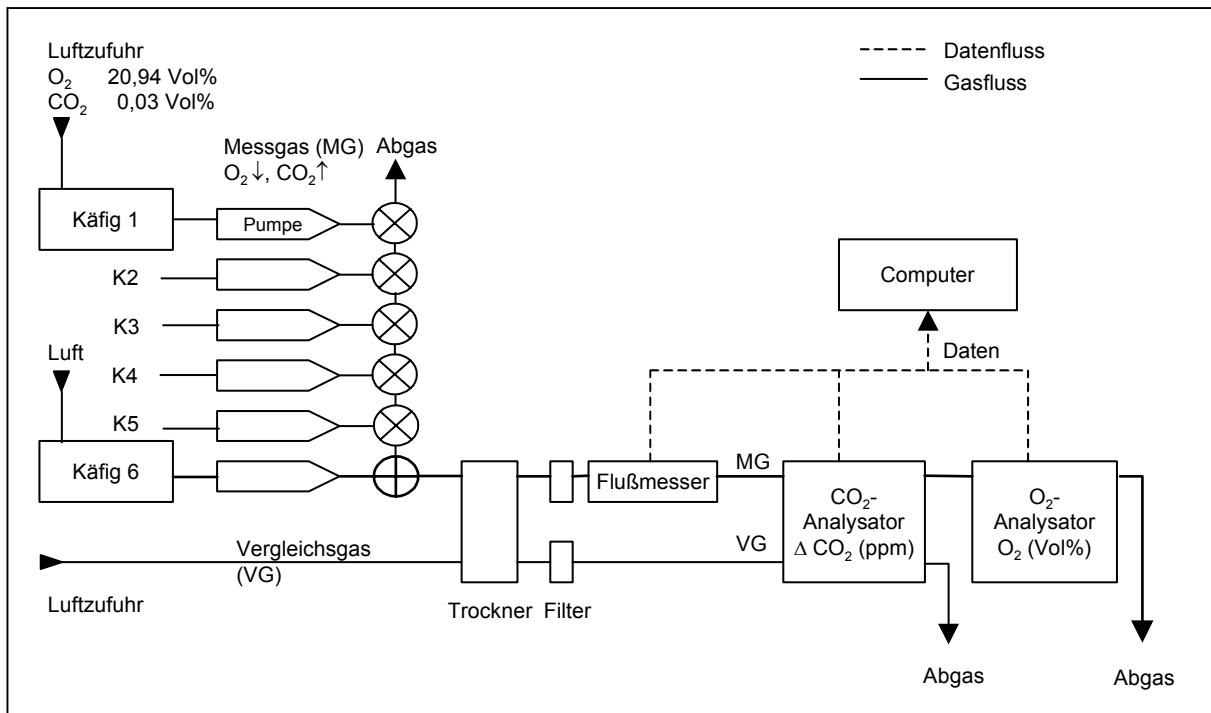 Luftzufuhr
O₂ 20,94 Vol%
CO₂ 0,03 Vol%
Datenfluss
Gasfluss
Messgas (MG)
O₂↓, CO₂↑
Abgas
Käfig 1
Pumpe
K2
K3
Luft
K4
K5
Käfig 6
Computer
Daten
Flußmesser
MG
CO₂-
Analysator
Δ CO₂ (ppm)
O₂-
Analysator
O₂ (Vol%)
Vergleichsgas
(VG)
VG
Luftzufuhr
Trockner
Filter
Abgas
Abgas